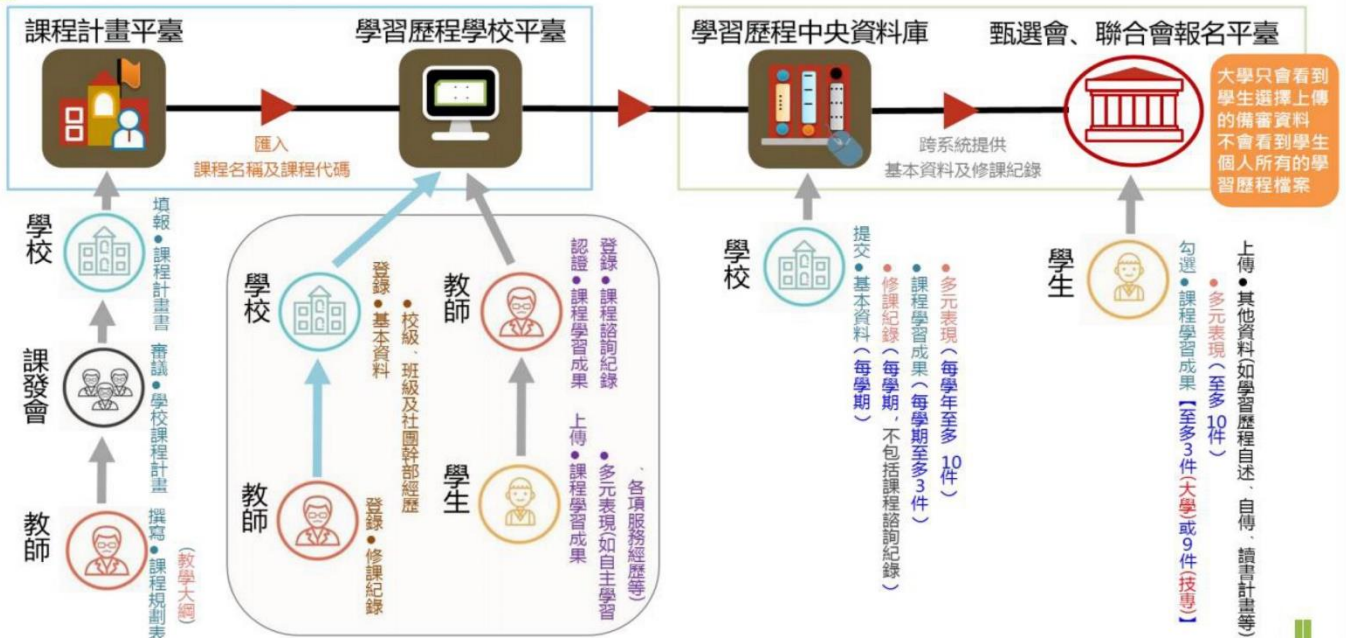 課程計畫平臺
學習歷程學校平臺
學習歷程中央資料庫
甄選會、聯合會報名平臺
匯入
課程名稱及課程代碼
跨系統提供
基本資料及修課紀錄
大學只會看到
學生選擇上傳
的備審資料
不會看到學生
個人所有的學
習歷程檔案
學校
填報●課程計畫書
課發會
審議●學校課程計畫
教師
撰寫●課程規劃表
(教學大綱)
學校
登錄●基本資料
●校級、班級及社團幹部經歷
教師
登錄●修課紀錄
教師
登錄●課程諮詢紀錄
認證●課程學習成果
學生
上傳●課程學習成果
●多元表現(如自主學習
、各項服務經歷等)
學校
提交●基本資料(每學期)
●修課紀錄(每學期,不包括課程諮詢紀錄)
●課程學習成果(每學期至多3件)
●多元表現(每學年至多10件)
學生
勾選●課程學習成果【至多3件(大學)或9件(技專)】
●多元表現(至多10件)
上傳●其他資料(如學習歷程自述、自傳、讀書計畫等)